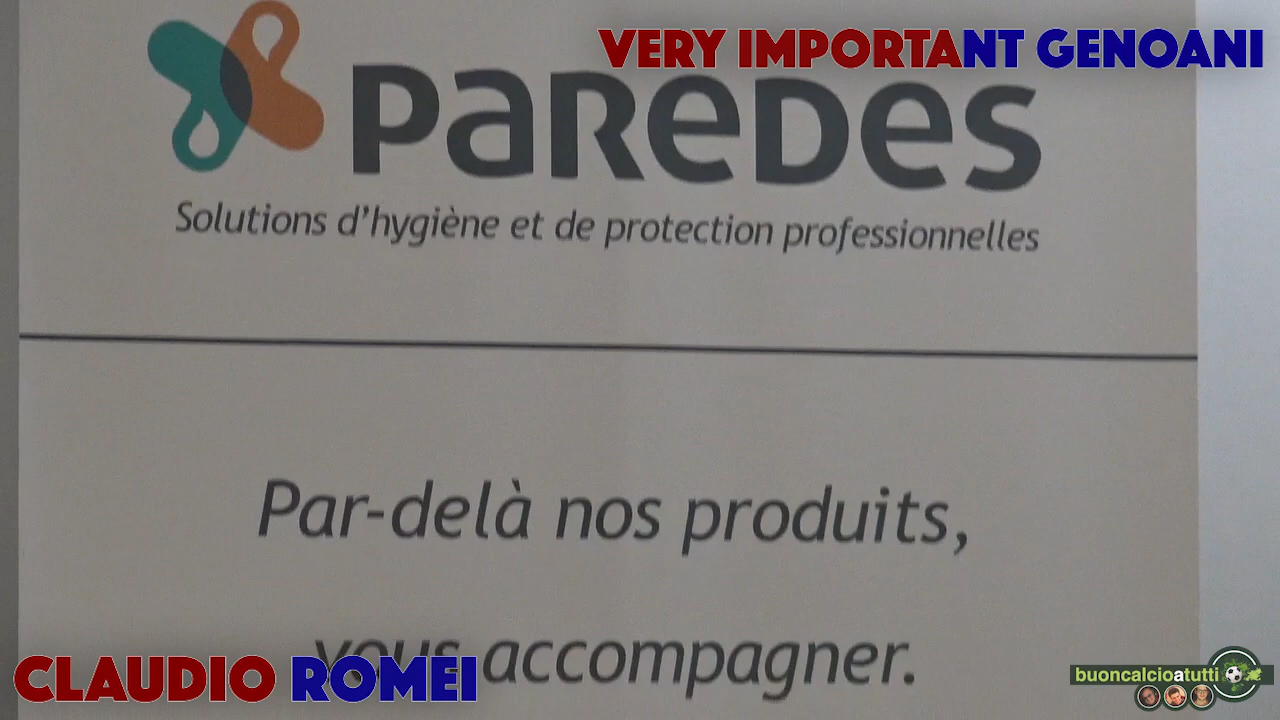 VERY IMPORTANT GENOANI
PAREDES
Solutions d'hygiène et de protection professionnelles
Par-delà nos produits,
vous accompagner.
CLAUDIO ROMEI
buoncalcioatutti